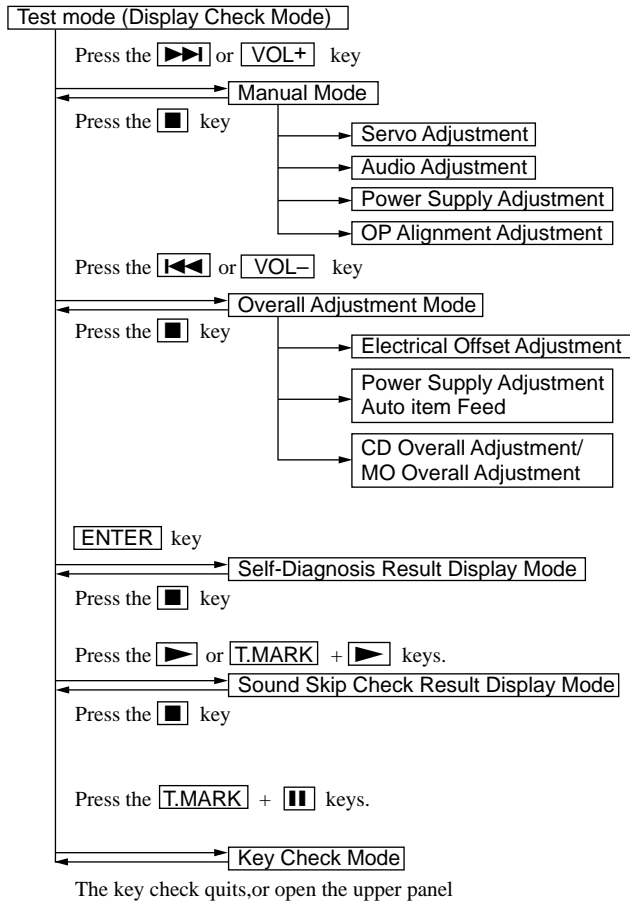 Test mode (Display Check Mode)
Press the ▶▶I or VOL+ key
Manual Mode
Press the ■ key
Servo Adjustment
Audio Adjustment
Power Supply Adjustment
OP Alignment Adjustment
Press the I◀◀ or VOL– key
Overall Adjustment Mode
Press the ■ key
Electrical Offset Adjustment
Power Supply Adjustment
Auto item Feed
CD Overall Adjustment/
MO Overall Adjustment
ENTER key
Self-Diagnosis Result Display Mode
Press the ■ key
Press the ▶ or T.MARK + ▶ keys.
Sound Skip Check Result Display Mode
Press the ■ key
Press the T.MARK + ❚❚ keys.
Key Check Mode
The key check quits,or open the upper panel